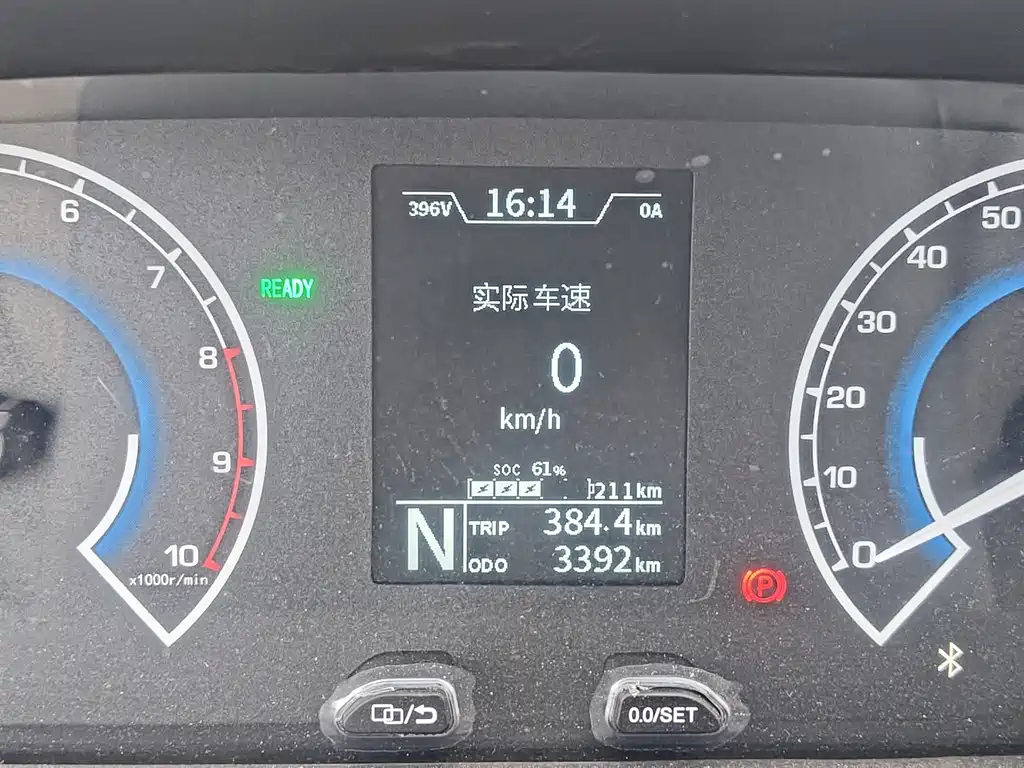 396V 16:14 0A
6
7
8
9
10
x1000r/min
READY
实际车速
0
km/h
SOC 61%
211km
N
TRIP 384.4km
ODO 3392km
50
40
30
20
10
0
P
0.0/SET